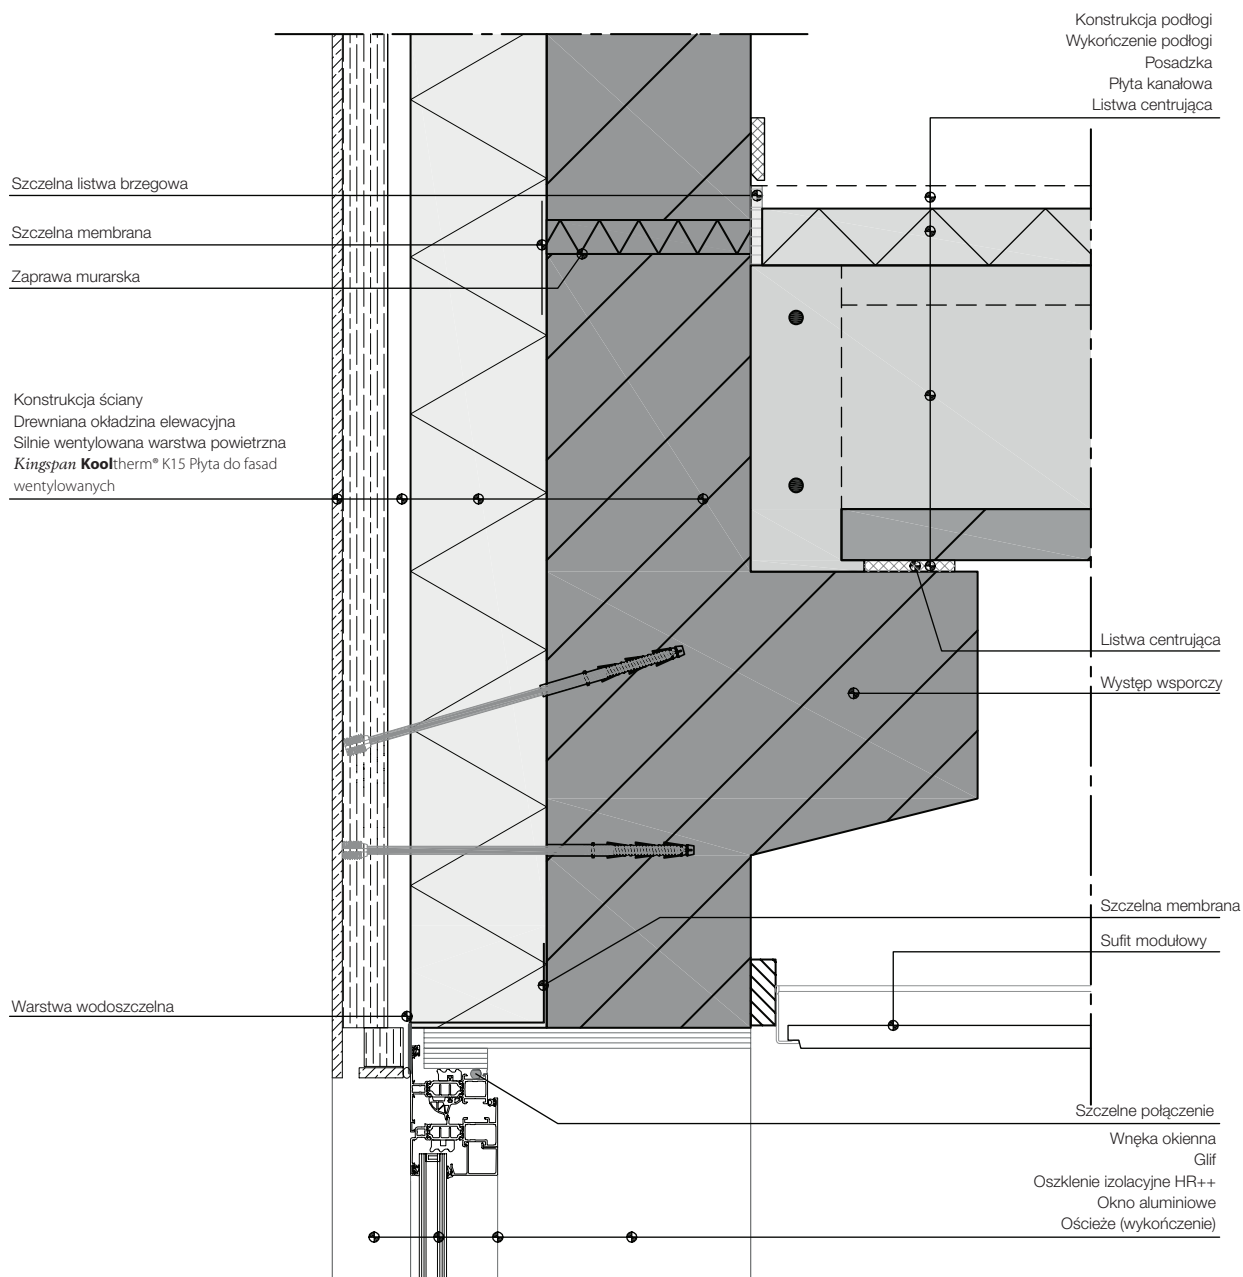 Konstrukcja podłogi
Wykończenie podłogi
Posadzka
Płyta kanałowa
Listwa centrująca
Szczelna listwa brzegowa
Szczelna membrana
Zaprawa murarska
Konstrukcja ściany
Drewniana okładzina elewacyjna
Silnie wentylowana warstwa powietrzna
Kingspan Kooltherm® K15 Płyta do fasad
wentylowanych
Listwa centrująca
Występ wsporczy
Szczelna membrana
Sufit modułowy
Warstwa wodoszczelna
Szczelne połączenie
Wnęka okienna
Glif
Oszklenie izolacyjne HR++
Okno aluminiowe
Ościeże (wykończenie)